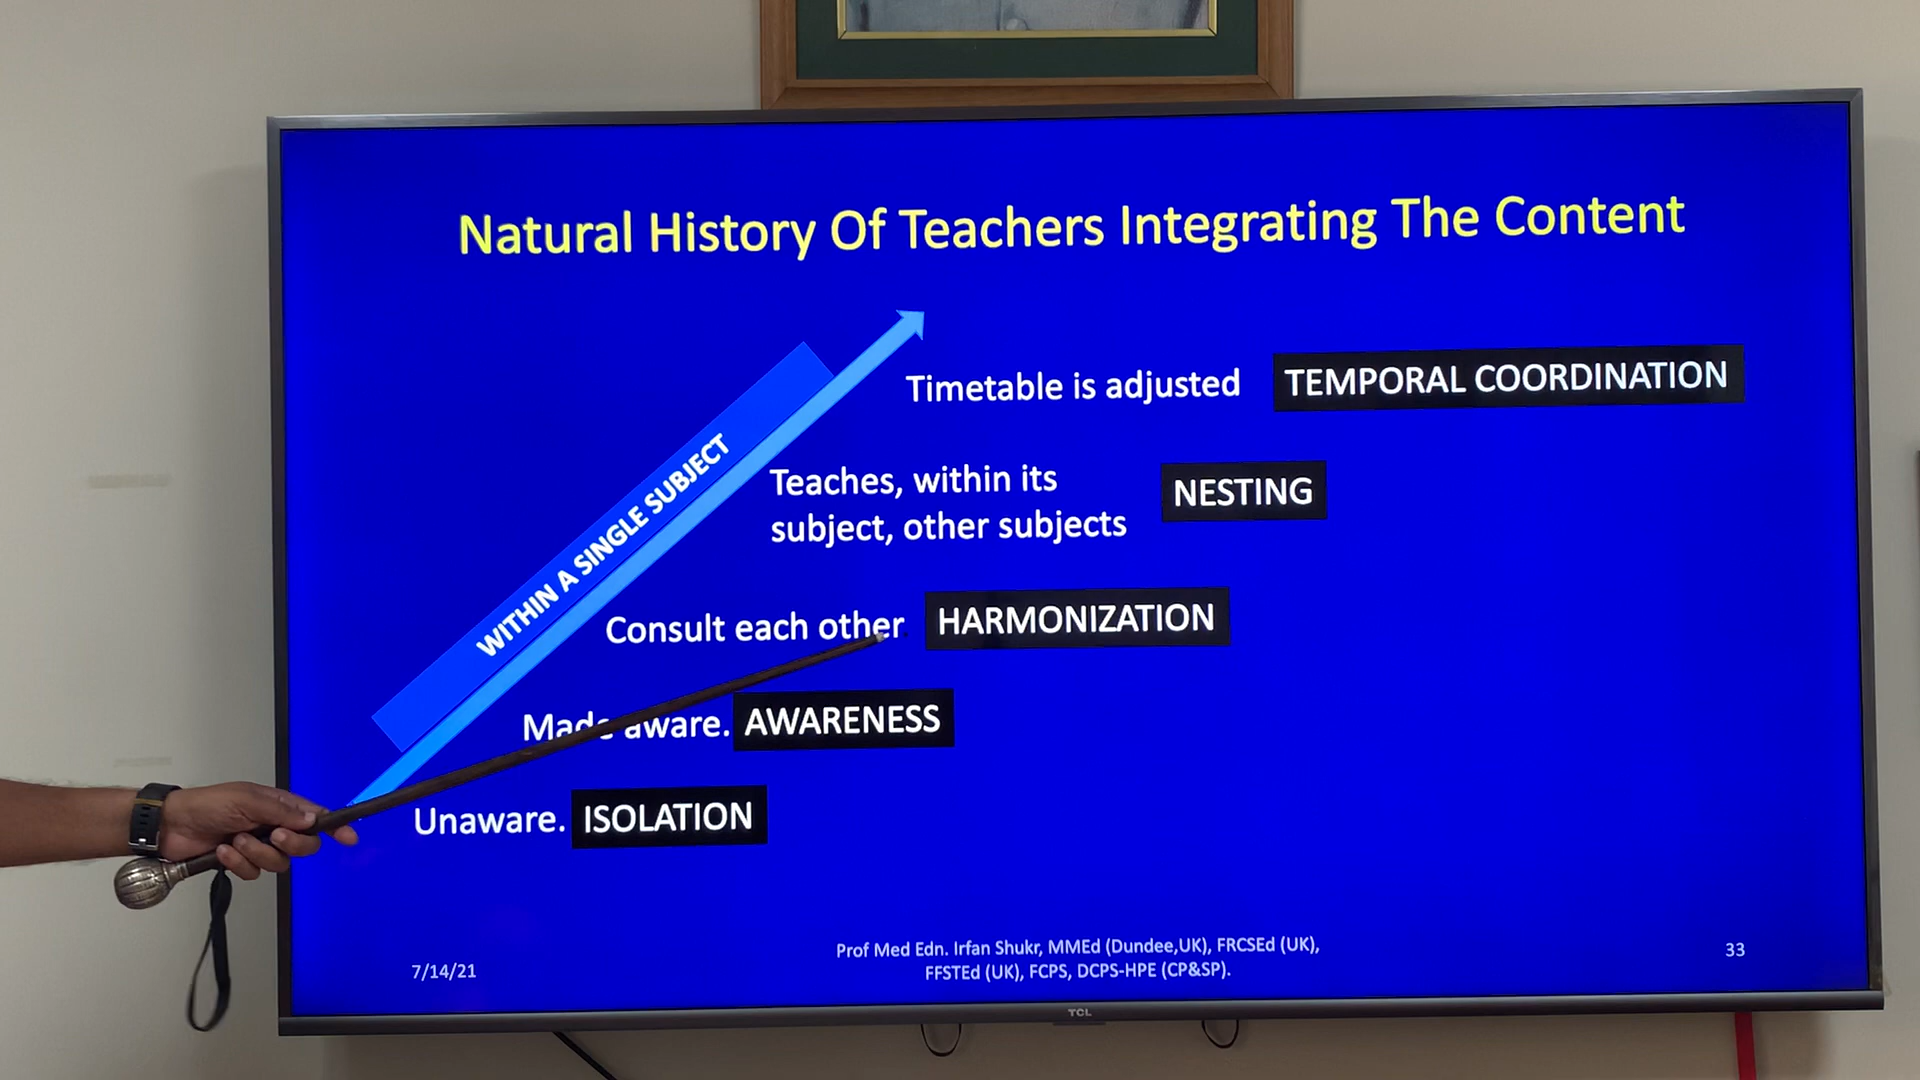 Natural History Of Teachers Integrating The Content
WITHIN A SINGLE SUBJECT
Timetable is adjusted TEMPORAL COORDINATION
Teaches, within its
subject, other subjects NESTING
Consult each other HARMONIZATION
Made aware. AWARENESS
Unaware. ISOLATION
7/14/21
Prof Med Edn. Irfan Shukr, MMEd (Dundee,UK), FRCSEd (UK),
FFSTEd (UK), FCPS, DCPS-HPE (CP&SP).
33
TCL